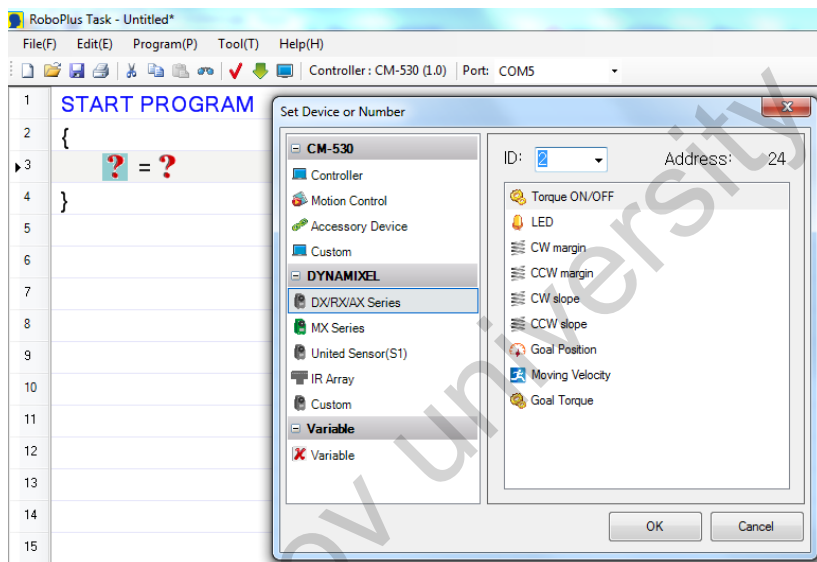 RoboPlus Task - Untitled*
File(F) Edit(E) Program(P) Tool(T) Help(H)
Controller : CM-530 (1.0) Port: COM5
1 START PROGRAM
2 {
3 ? = ?
4 }
5
6
7
8
9
10
11
12
13
14
15
Set Device or Number
CM-530
Controller
Motion Control
Accessory Device
Custom
DYNAMIXEL
DX/RX/AX Series
MX Series
United Sensor(S1)
IR Array
Custom
Variable
Variable
ID: 2 Address: 24
Torque ON/OFF
LED
CW margin
CCW margin
CW slope
CCW slope
Goal Position
Moving Velocity
Goal Torque
OK Cancel
ov university